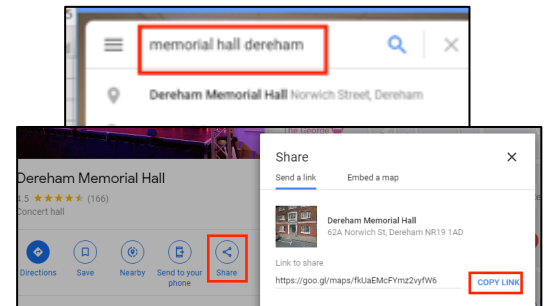 memorial hall dereham
Dereham Memorial Hall Norwich Street, Dereham
The George
Dereham Memorial Hall
4.5 ★★★★★ (166)
Concert hall
Directions
Save
Nearby
Send to your
phone
Share
Share
Send a link
Embed a map
Dereham Memorial Hall
62A Norwich St, Dereham NR19 1AD
Link to share
https://goo.gl/maps/fkUaEMcFYmz2vyfW6
COPY LINK